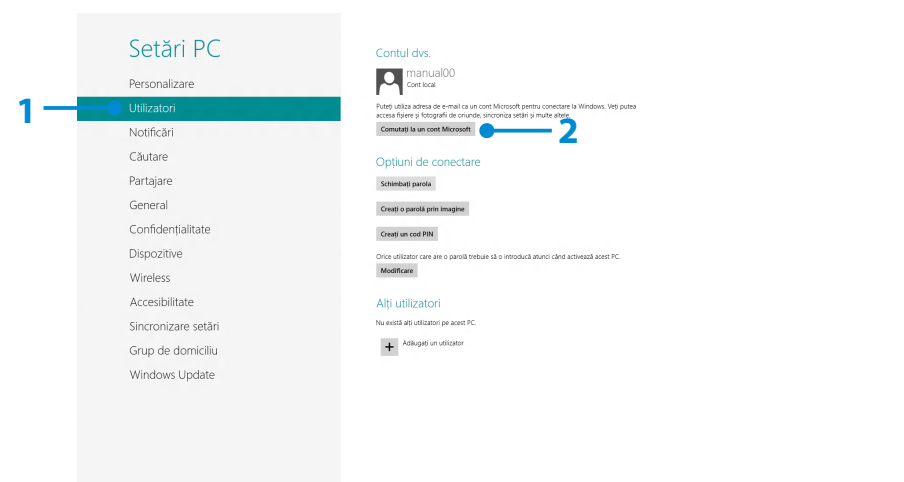 Setări PC
Personalizare
1
Utilizatori
Notificări
Căutare
Partajare
General
Confidențialitate
Dispozitive
Wireless
Accesibilitate
Sincronizare setări
Grup de domiciliu
Windows Update
Contul dvs.
manual00
Cont local
Puteți utiliza adresa de e-mail ca un cont Microsoft pentru conectare la Windows. Veți putea
accesa fișiere și fotografii de oriunde, sincroniza setări și multe altele.
Comutați la un cont Microsoft
2
Opțiuni de conectare
Schimbați parola
Creați o parolă prin imagine
Creați un cod PIN
Orice utilizator care are o parolă trebuie să o introducă atunci când activează acest PC.
Modificare
Alți utilizatori
Nu există alți utilizatori pe acest PC.
+ Adăugați un utilizator